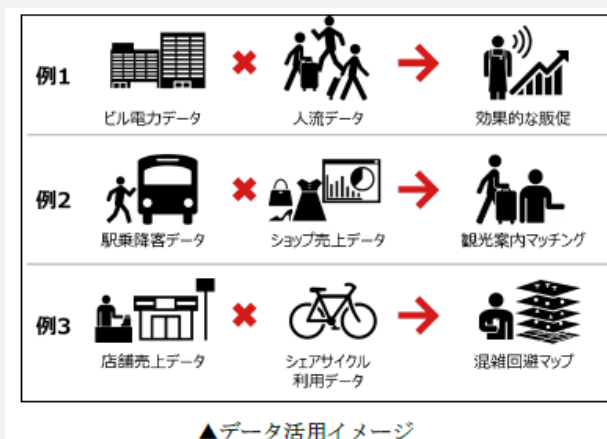 例1
ビル電力データ
人流データ
効果的な販促
例2
駅乗降客データ
ショップ売上データ
観光案内マッチング
例3
店舗売上データ
シェアサイクル
利用データ
混雑回避マップ
▲データ活用イメージ